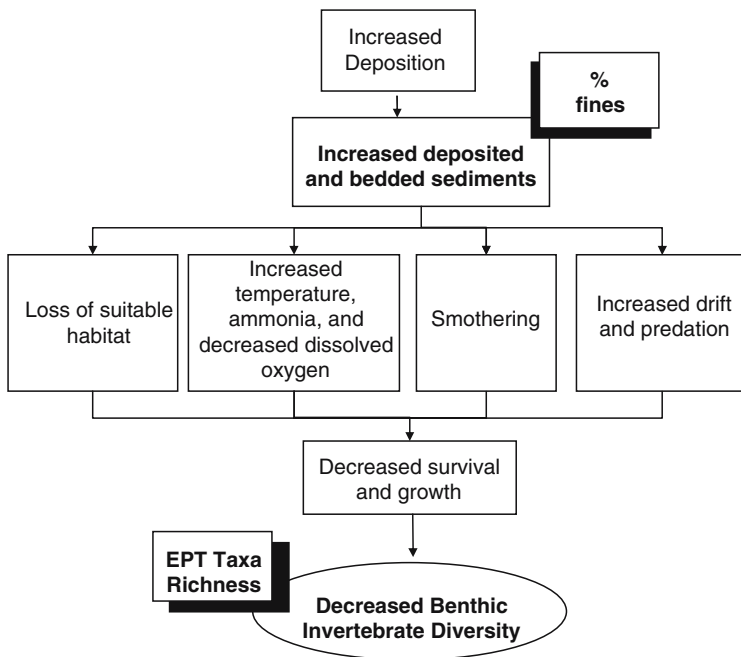 Increased
Deposition
%
fines
Increased deposited
and bedded sediments
Loss of suitable
habitat
Increased
temperature,
ammonia, and
decreased dissolved
oxygen
Smothering
Increased drift
and predation
Decreased survival
and growth
EPT Taxa
Richness
Decreased Benthic
Invertebrate Diversity